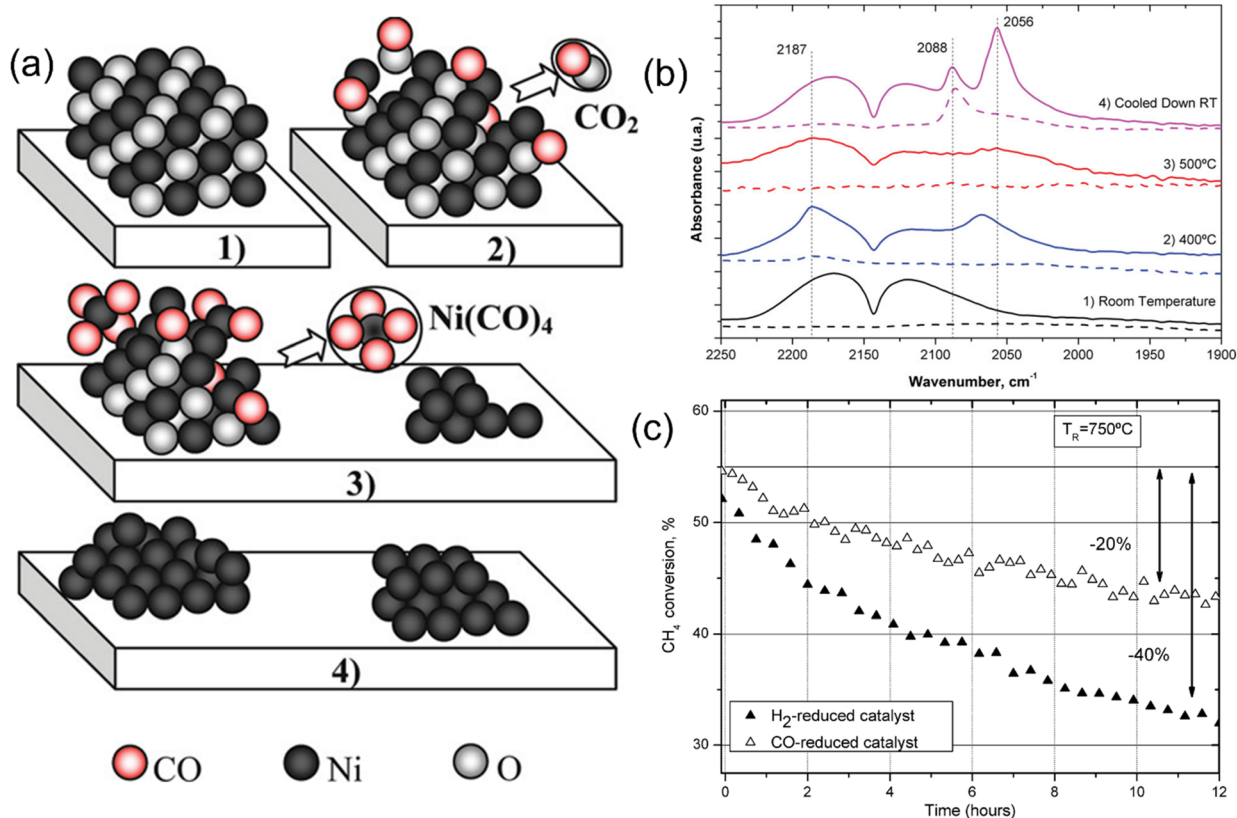 (a)
1)
CO2
2)
Ni(CO)4
3)
4)
CO
Ni
O
(b)
2187
2088
2056
4) Cooled Down RT
3) 500ºC
2) 400ºC
1) Room Temperature
Absorbance (u.a.)
2250
2200
2150
2100
2050
2000
1950
1900
Wavenumber, cm-1
(c)
TR=750ºC
60
50
40
30
CH4 conversion, %
-20%
-40%
H2-reduced catalyst
CO-reduced catalyst
0
2
4
6
8
10
12
Time (hours)